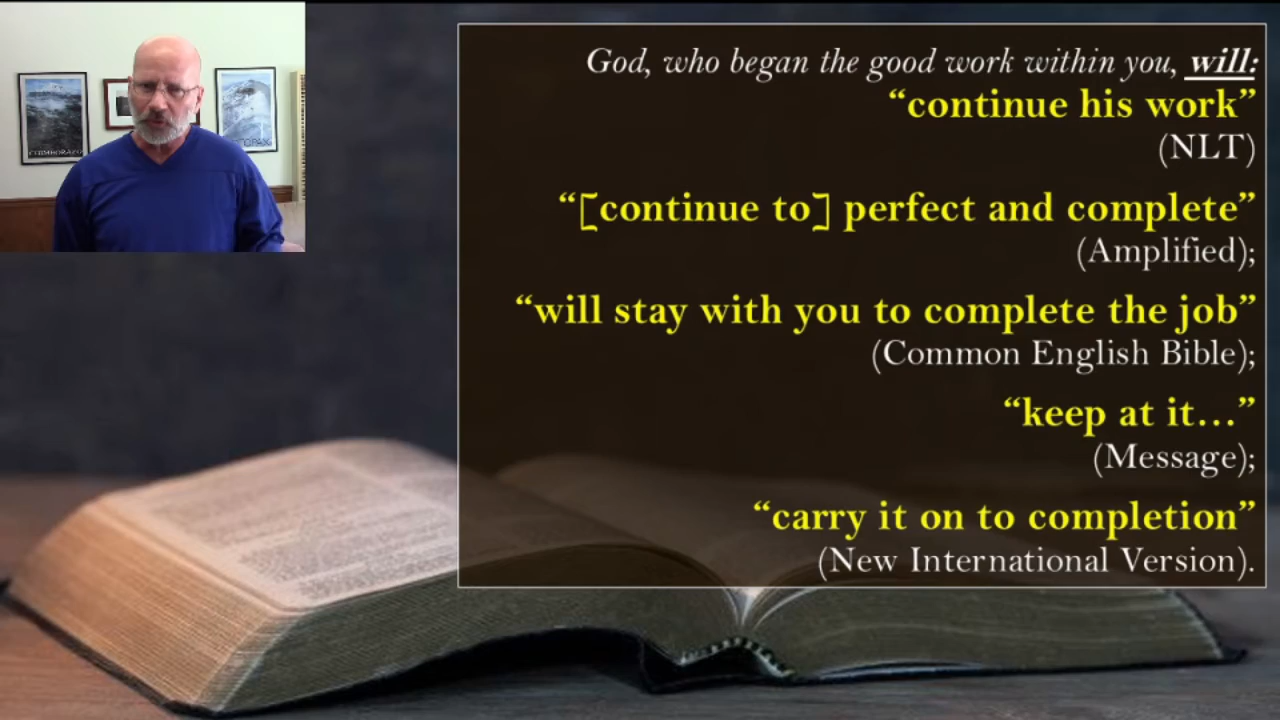 God, who began the good work within you, will:
“continue his work”
(NLT)
“[continue to] perfect and complete”
(Amplified);
“will stay with you to complete the job”
(Common English Bible);
“keep at it…”
(Message);
“carry it on to completion”
(New International Version).
CHIMBORAZO